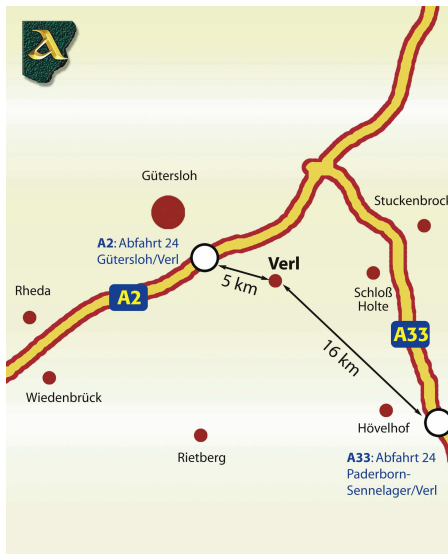 A
Gütersloh
Stuckenbrock
A2: Abfahrt 24
Gütersloh/Verl
Verl
5 km
Rheda
A2
Schloß
Holte
A33
16 km
Wiedenbrück
Hövelhof
Rietberg
A33: Abfahrt 24
Paderborn-
Sennelager/Verl